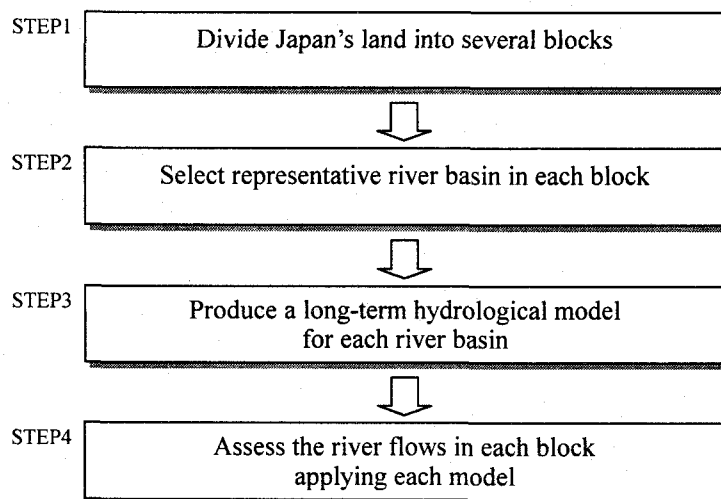 STEP1
Divide Japan's land into several blocks
STEP2
Select representative river basin in each block
STEP3
Produce a long-term hydrological model
for each river basin
STEP4
Assess the river flows in each block
applying each model